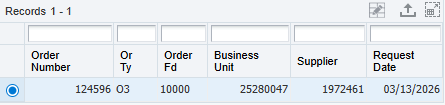 Records 1 - 1
Order Number Or Ty Order Fd Business Unit Supplier Request Date
124596 O3 10000 25280047 1972461 03/13/2026